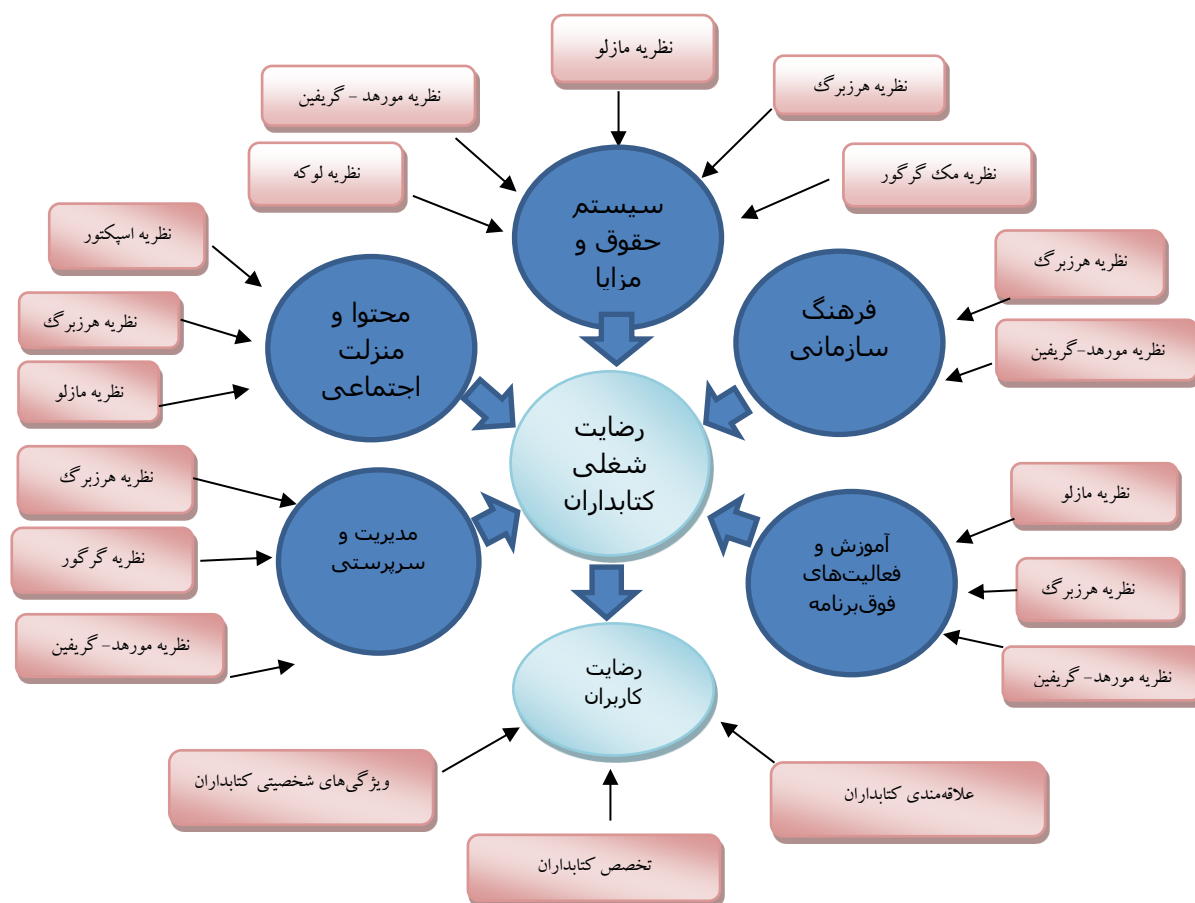 نظریه مازلو
نظریه هرزبرگ
نظریه مورهد – گریفین
نظریه لوکه
نظریه مک گرگور
سیستم
حقوق و
مزایا
نظریه اسپکتور
نظریه هرزبرگ
نظریه مازلو
محتوا و
منزلت
اجتماعی
فرهنگ
سازمانی
نظریه هرزبرگ
نظریه مورهد-گریفین
رضایت
شغلی
کتابداران
نظریه هرزبرگ
نظریه گرگور
نظریه مورهد- گریفین
مدیریت و
سرپرستی
آموزش و
فعالیت‌های
فوق‌برنامه
نظریه مازلو
نظریه هرزبرگ
نظریه مورهد- گریفین
رضایت
کاربران
علاقه‌مندی کتابداران
ویژگی‌های شخصیتی کتابداران
تخصص کتابداران